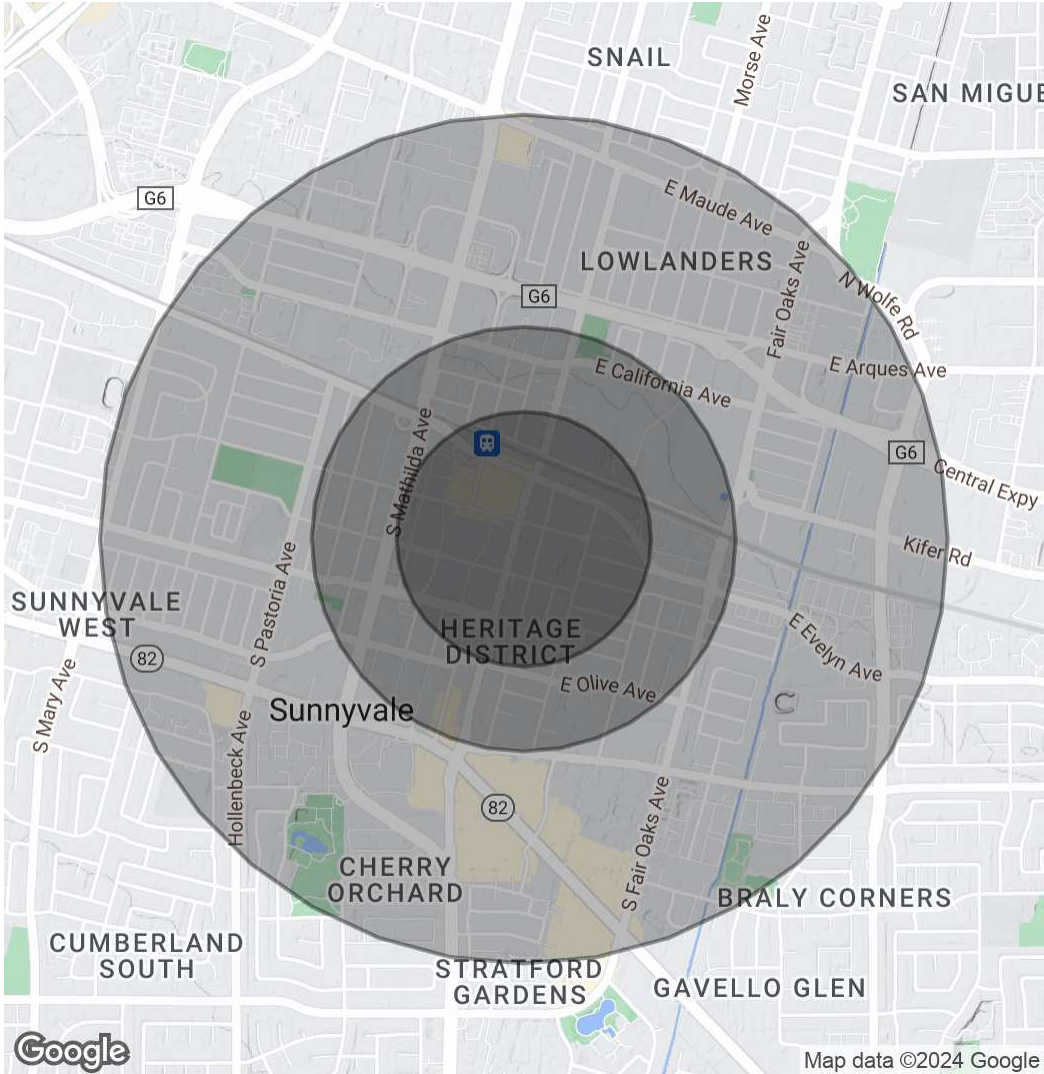 SNAIL
Morse Ave
SAN MIGUE
G6
E Maude Ave
LOWLANDERS
Fair Oaks Ave
N Wolfe Rd
G6
E Arques Ave
E California Ave
S Mathilda Ave
G6
Central Expy
Kifer Rd
S Pastoria Ave
SUNNYVALE
WEST
82
HERITAGE
DISTRICT
E Evelyn Ave
E Olive Ave
S Mary Ave
Sunnyvale
Hollenbeck Ave
82
S Fair Oaks Ave
CHERRY
ORCHARD
BRALY CORNERS
CUMBERLAND
SOUTH
STRATFORD
GARDENS
GAVELLO GLEN
Google
Map data ©2024 Google